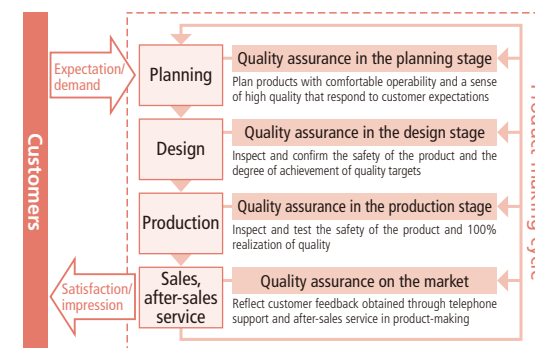 Customers
Expectation/
demand
Planning
Quality assurance in the planning stage
Plan products with comfortable operability and a sense
of high quality that respond to customer expectations
Design
Quality assurance in the design stage
Inspect and confirm the safety of the product and the
degree of achievement of quality targets
Production
Quality assurance in the production stage
Inspect and test the safety of the product and 100%
realization of quality
Satisfaction/
impression
Sales,
after-sales
service
Quality assurance on the market
Reflect customer feedback obtained through telephone
support and after-sales service in product-making
Product making cycle